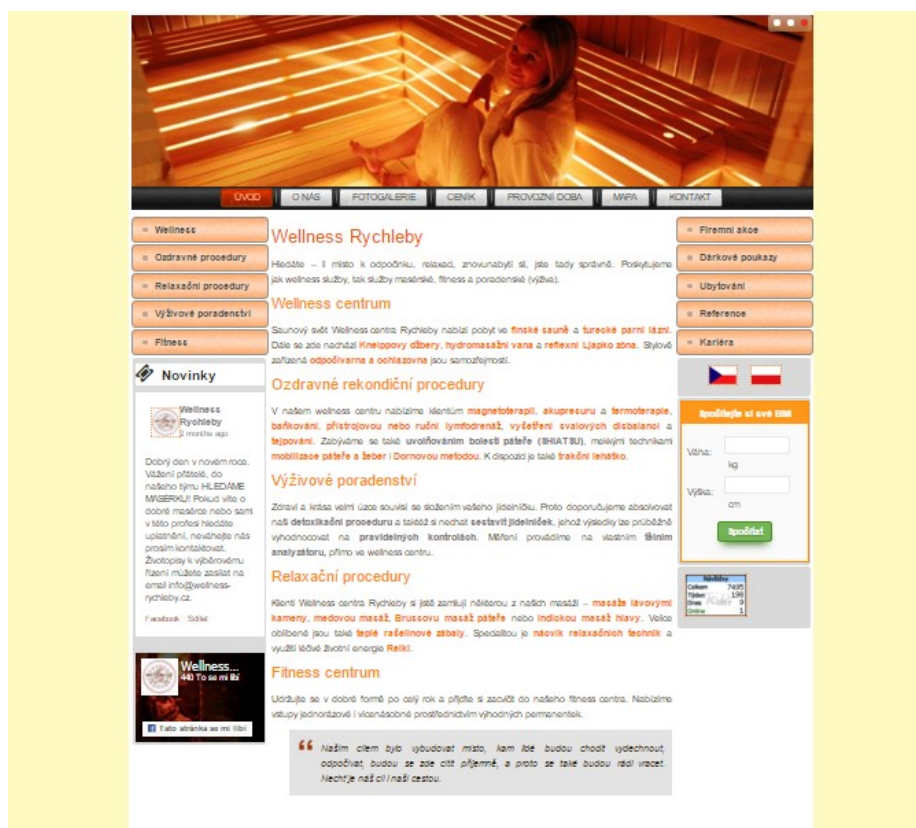 ÚVOD
O NÁS
FOTOGALERIE
CENÍK
PROVOZNÍ DOBA
MAPA
KONTAKT
Wellness
Ozdravné procedury
Relaxační procedury
Výživové poradenství
Fitness
Novinky
Wellness
Rychleby
2 months ago
Dobrý den v novém roce.
Vážení přátelé, do
našeho týmu HLEDÁME
MASÉRKU! Pokud víte o
dobré masérce nebo sami
v této profesi hledáte
uplatnění, neváhejte nás
prosím kontaktovat.
Životopisy k výběrovému
řízení můžete zasílat na
email info@wellness-
rychleby.cz.
Facebook Sdílet
Wellness...
440 To se mi líbí
Tato stránka se mi líbí
Wellness Rychleby
Hledáte – li místo k odpočinku, relaxaci, znovunabytí sil, jste tady správně. Poskytujeme
jak wellness služby, tak služby masérské, fitness a poradenské (výživa).
Wellness centrum
Saunový svět Wellness centra Rychleby nabízí pobyt ve finské sauně a turecké parní lázni.
Dále se zde nachází Kneippovy džbery, hydromasážní vana a reflexní Ljapko zóna. Stylově
zařízená odpočívárna a ochlazovna jsou samozřejmostí.
Ozdravné rekondiční procedury
V našem wellness centru nabízíme klientům magnetoterapii, akupresuru a termoterapie,
baňkování, přístrojovou nebo ruční lymfodrenáž, vyšetření svalových disbalancí a
tejpování. Zabýváme se také uvolňováním bolesti páteře (SHIATSU), měkkými technikami
mobilizace páteře a žeber i Dornovou metodou. K dispozici je také trakční lehátko.
Výživové poradenství
Zdraví a krása velmi úzce souvisí se složením vašeho jídelníčku. Proto doporučujeme absolvovat
naši detoxikační proceduru a taktéž si nechat sestavit jídelníček, jehož výsledky lze průběžně
vyhodnocovat na pravidelných kontrolách. Měření provádíme na vlastním tělním
analyzátoru, přímo ve wellness centru.
Relaxační procedury
Klienti Wellness centra Rychleby si jistě zamilují některou z našich masáží – masáže lávovými
kameny, medovou masáž, Brussovu masáž páteře nebo indickou masáž hlavy. Velice
oblíbené jsou také teplé rašelinové zábaly. Specialitou je nácvik relaxačních technik a
využití léčivé životní energie Reiki.
Fitness centrum
Udržujte se v dobré formě po celý rok a přijďte si zacvičit do našeho fitness centra. Nabízíme
vstupy jednorázové i vícenásobné prostřednictvím výhodných permanentek.
Naším cílem bylo vybudovat místo, kam lidé budou chodit vydechnout,
odpočívat, budou se zde cítit příjemně, a proto se také budou rádi vracet.
Nechť je náš cíl i naší cestou.
Firemní akce
Dárkové poukazy
Ubytování
Reference
Kariéra
Spočítejte si své BMI
Váha:
kg
Výška:
cm
Spočítat
Návštěvy
Celkem 7495
Týden 198
Dnes 9
Online 1